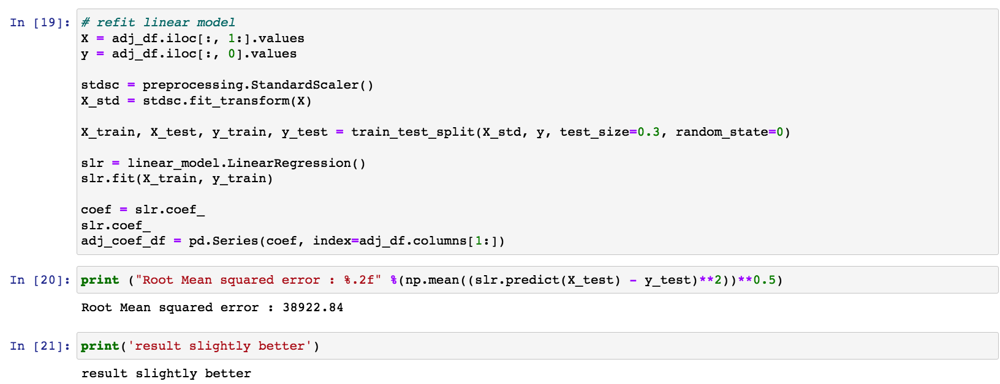 In [19]: # refit linear model
X = adj_df.iloc[:, 1:].values
y = adj_df.iloc[:, 0].values
stdsc = preprocessing.StandardScaler()
X_std = stdsc.fit_transform(X)
X_train, X_test, y_train, y_test = train_test_split(X_std, y, test_size=0.3, random_state=0)
slr = linear_model.LinearRegression()
slr.fit(X_train, y_train)
coef = slr.coef_
slr.coef_
adj_coef_df = pd.Series(coef, index=adj_df.columns[1:])
In [20]: print ("Root Mean squared error : %.2f" %(np.mean((slr.predict(X_test) - y_test)**2))**0.5)
Root Mean squared error : 38922.84
In [21]: print('result slightly better')
result slightly better